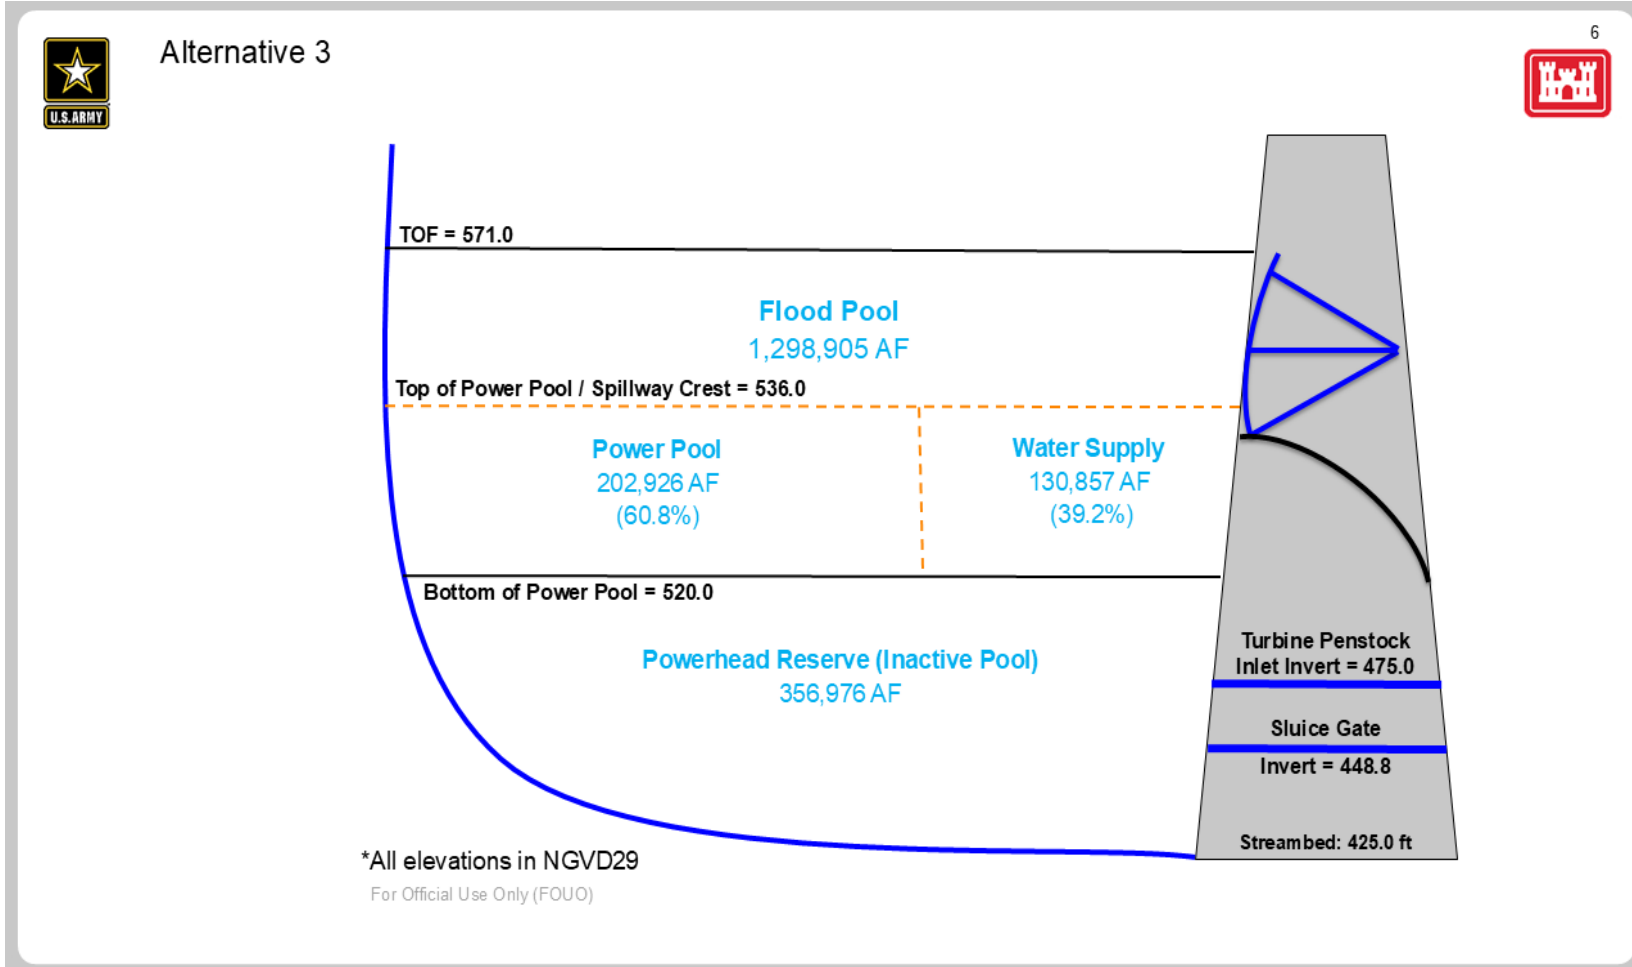 6
Alternative 3
U.S.ARMY
TOF = 571.0
Flood Pool
1,298,905 AF
Top of Power Pool / Spillway Crest = 536.0
Power Pool
202,926 AF
(60.8%)
Water Supply
130,857 AF
(39.2%)
Bottom of Power Pool = 520.0
Powerhead Reserve (Inactive Pool)
356,976 AF
Turbine Penstock
Inlet Invert = 475.0
Sluice Gate
Invert = 448.8
Streambed: 425.0 ft
*All elevations in NGVD29
For Official Use Only (FOUO)